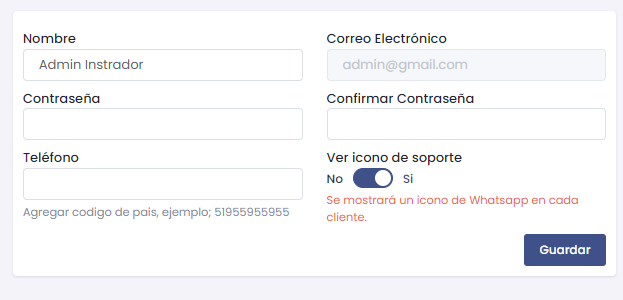 Nombre
Correo Electrónico
Admin Instrador
admin@gmail.com
Contraseña
Confirmar Contraseña
Teléfono
Ver icono de soporte
No
Si
Agregar codigo de pais, ejemplo; 51955955955
Se mostrará un icono de Whatsapp en cada
cliente.
Guardar